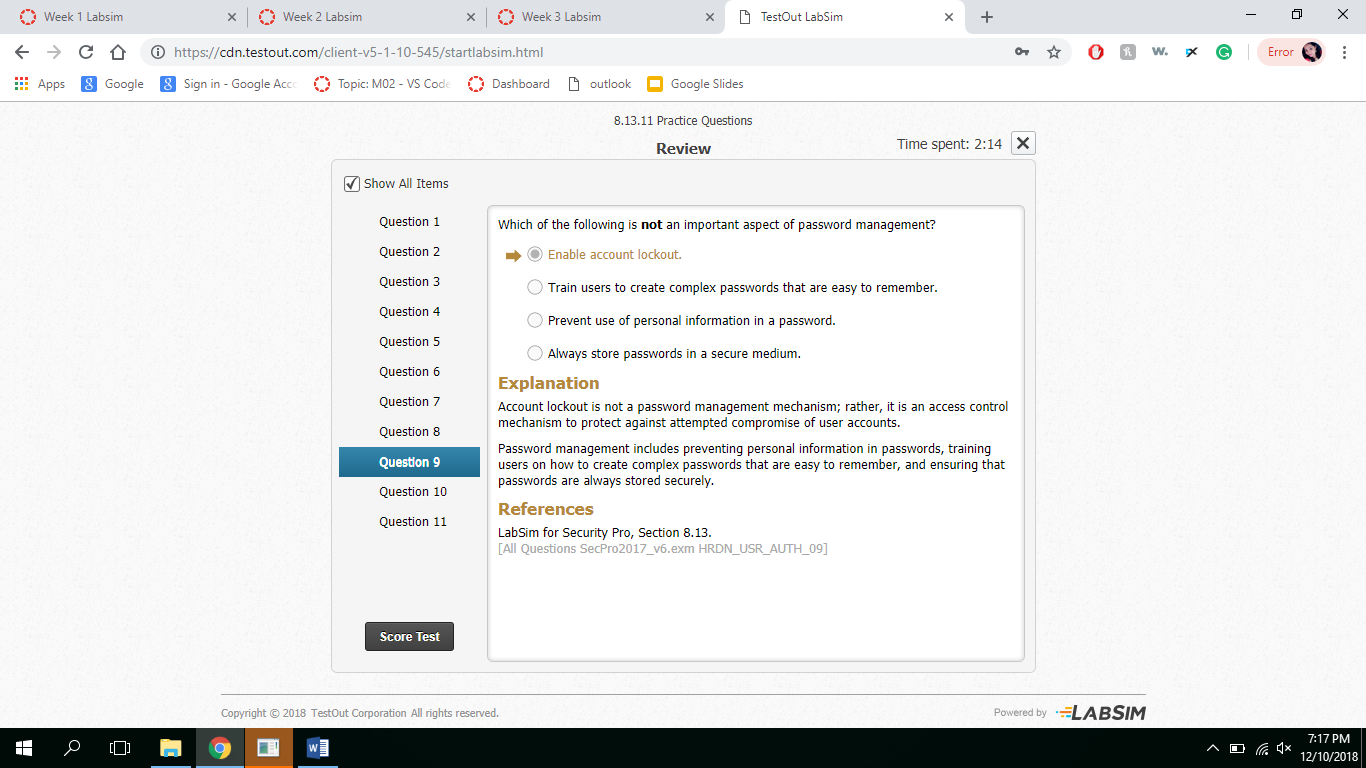 Week 1 Labsim
Week 2 Labsim
Week 3 Labsim
TestOut LabSim
https://cdn.testout.com/client-v5-1-10-545/startlabsim.html
Error
Apps
Google
Sign in - Google Acco
Topic: M02 - VS Code
Dashboard
outlook
Google Slides
8.13.11 Practice Questions
Review
Time spent: 2:14
Show All Items
Question 1
Question 2
Question 3
Question 4
Question 5
Question 6
Question 7
Question 8
Question 9
Question 10
Question 11
Score Test
Which of the following is not an important aspect of password management?
Enable account lockout.
Train users to create complex passwords that are easy to remember.
Prevent use of personal information in a password.
Always store passwords in a secure medium.
Explanation
Account lockout is not a password management mechanism; rather, it is an access control
mechanism to protect against attempted compromise of user accounts.
Password management includes preventing personal information in passwords, training
users on how to create complex passwords that are easy to remember, and ensuring that
passwords are always stored securely.
References
LabSim for Security Pro, Section 8.13.
[All Questions SecPro2017_v6.exm HRDN_USR_AUTH_09]
Copyright © 2018 TestOut Corporation All rights reserved.
Powered by LABSIM
7:17 PM
12/10/2018